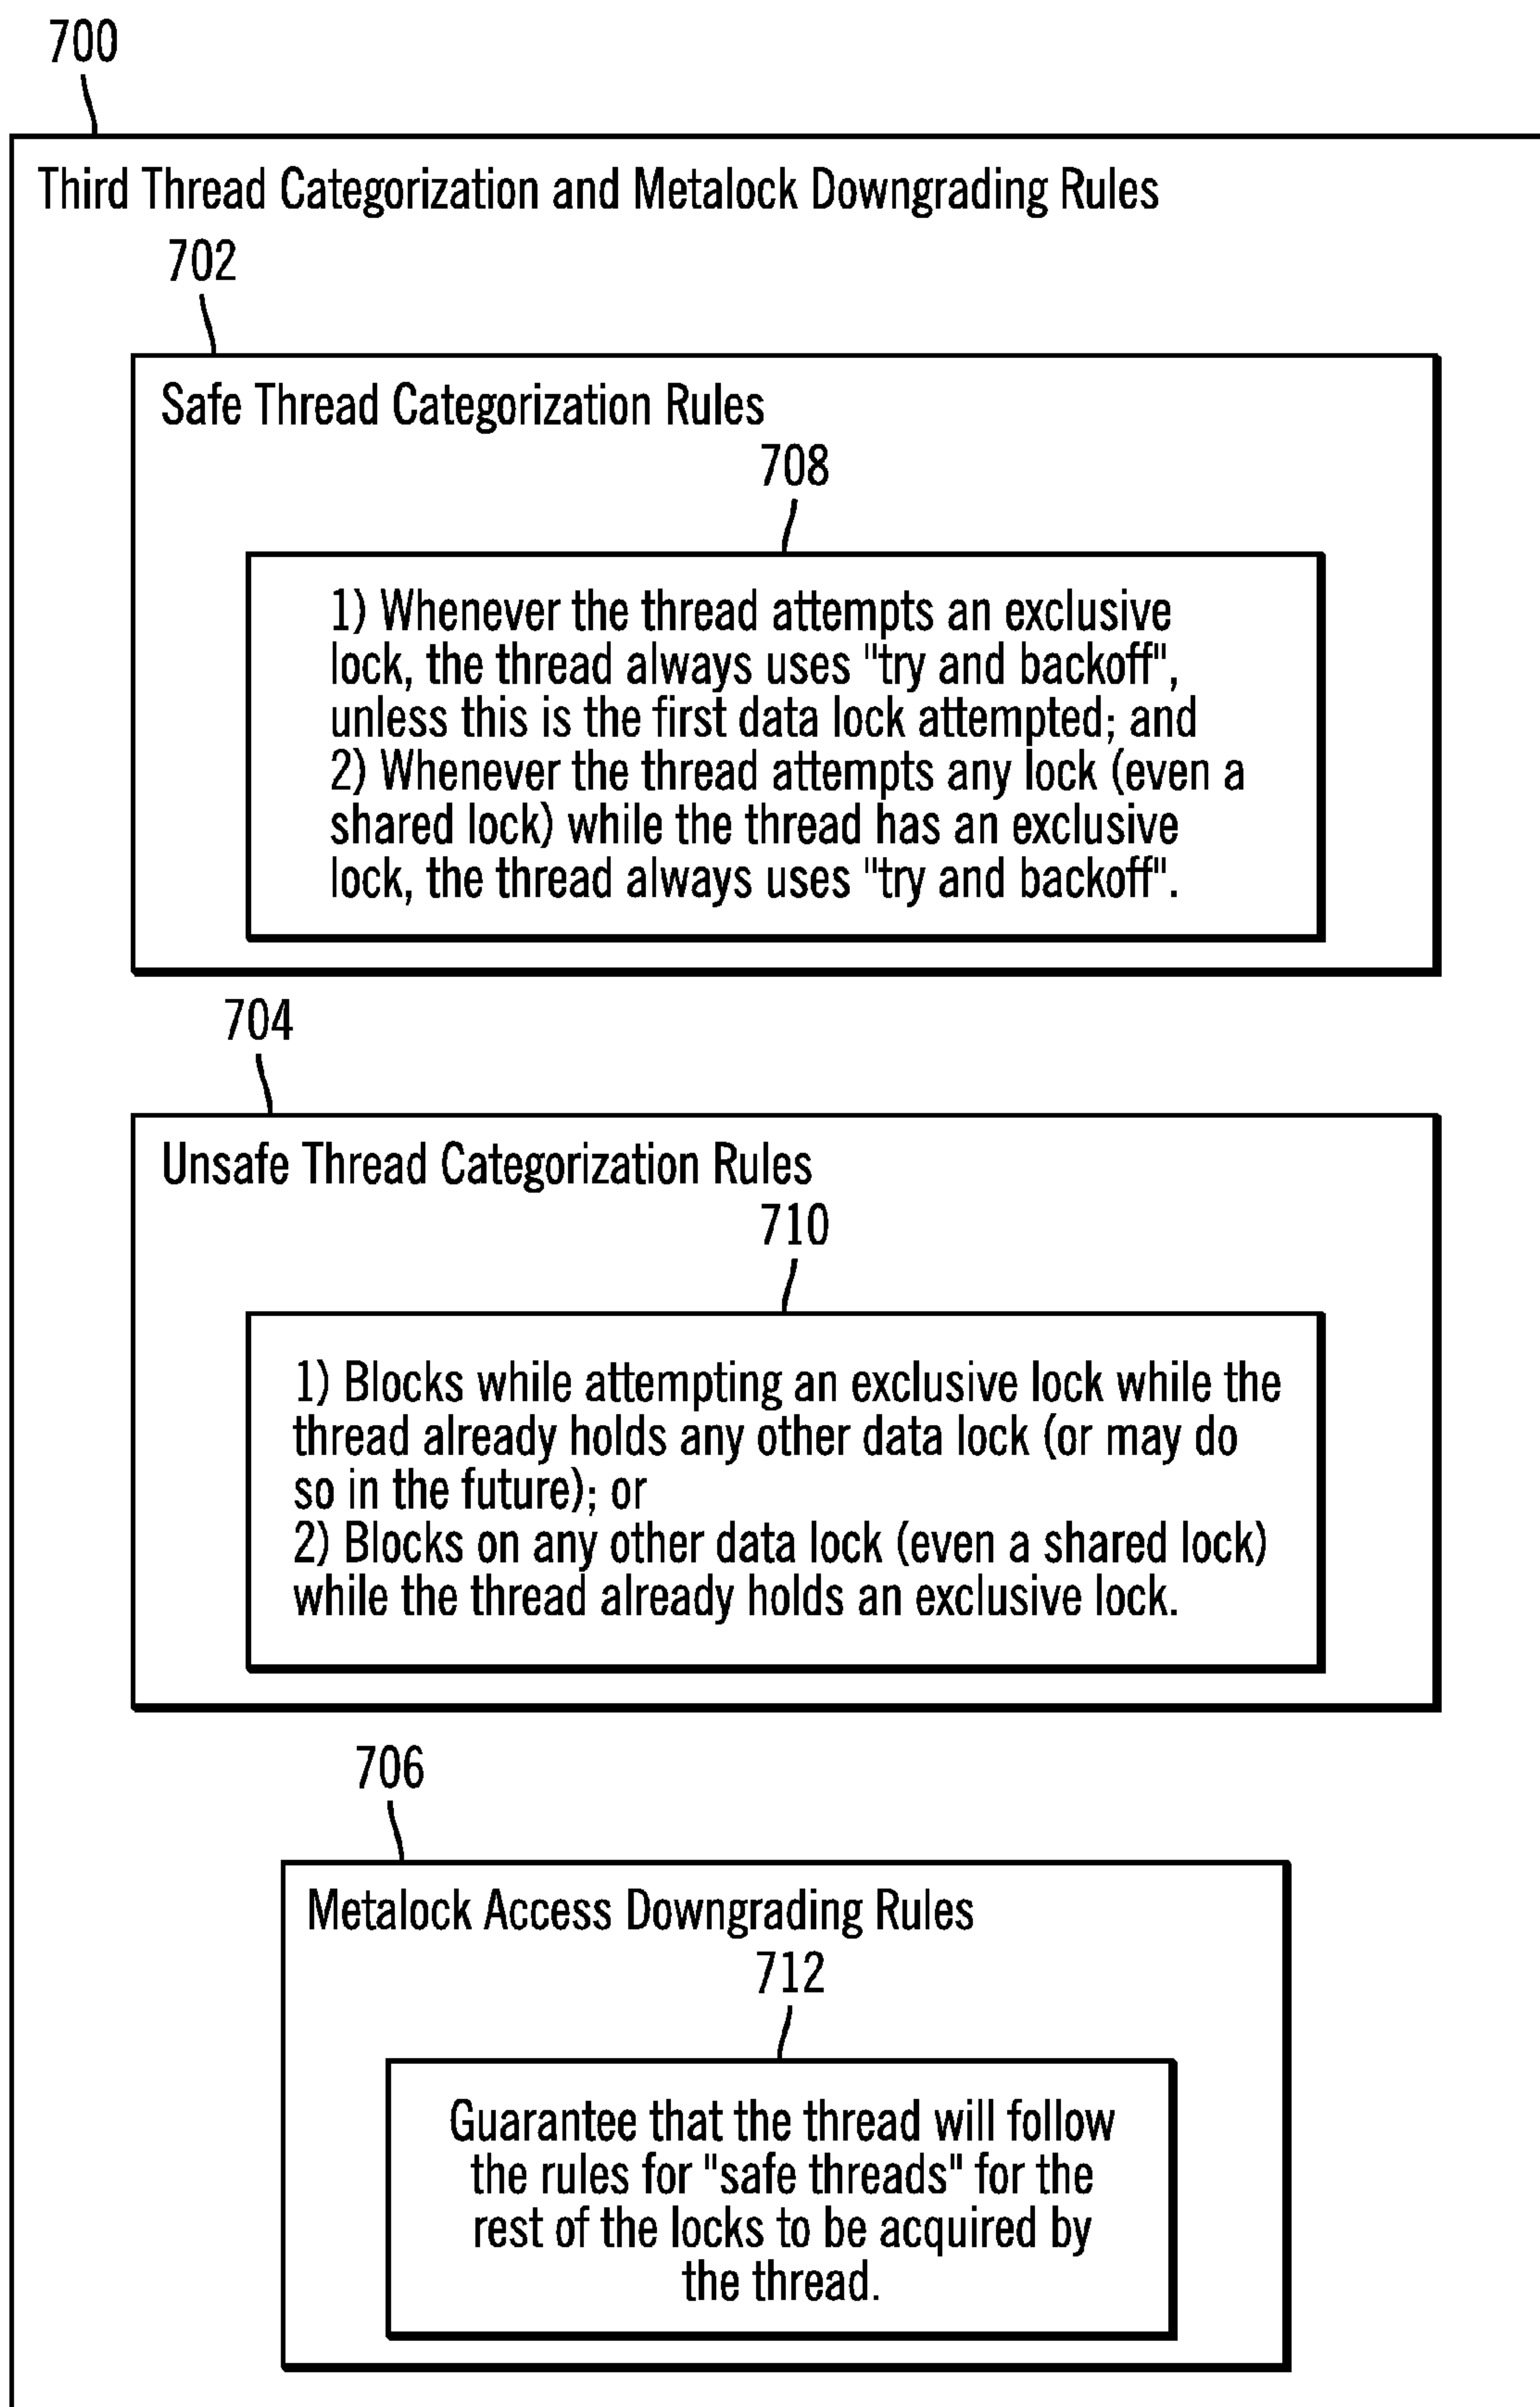 700
Third Thread Categorization and Metalock Downgrading Rules
702
Safe Thread Categorization Rules
708
1) Whenever the thread attempts an exclusive
lock, the thread always uses "try and backoff",
unless this is the first data lock attempted; and
2) Whenever the thread attempts any lock (even a
shared lock) while the thread has an exclusive
lock, the thread always uses "try and backoff".
704
Unsafe Thread Categorization Rules
710
1) Blocks while attempting an exclusive lock while the
thread already holds any other data lock (or may do
so in the future); or
2) Blocks on any other data lock (even a shared lock)
while the thread already holds an exclusive lock.
706
Metalock Access Downgrading Rules
712
Guarantee that the thread will follow
the rules for "safe threads" for the
rest of the locks to be acquired by
the thread.